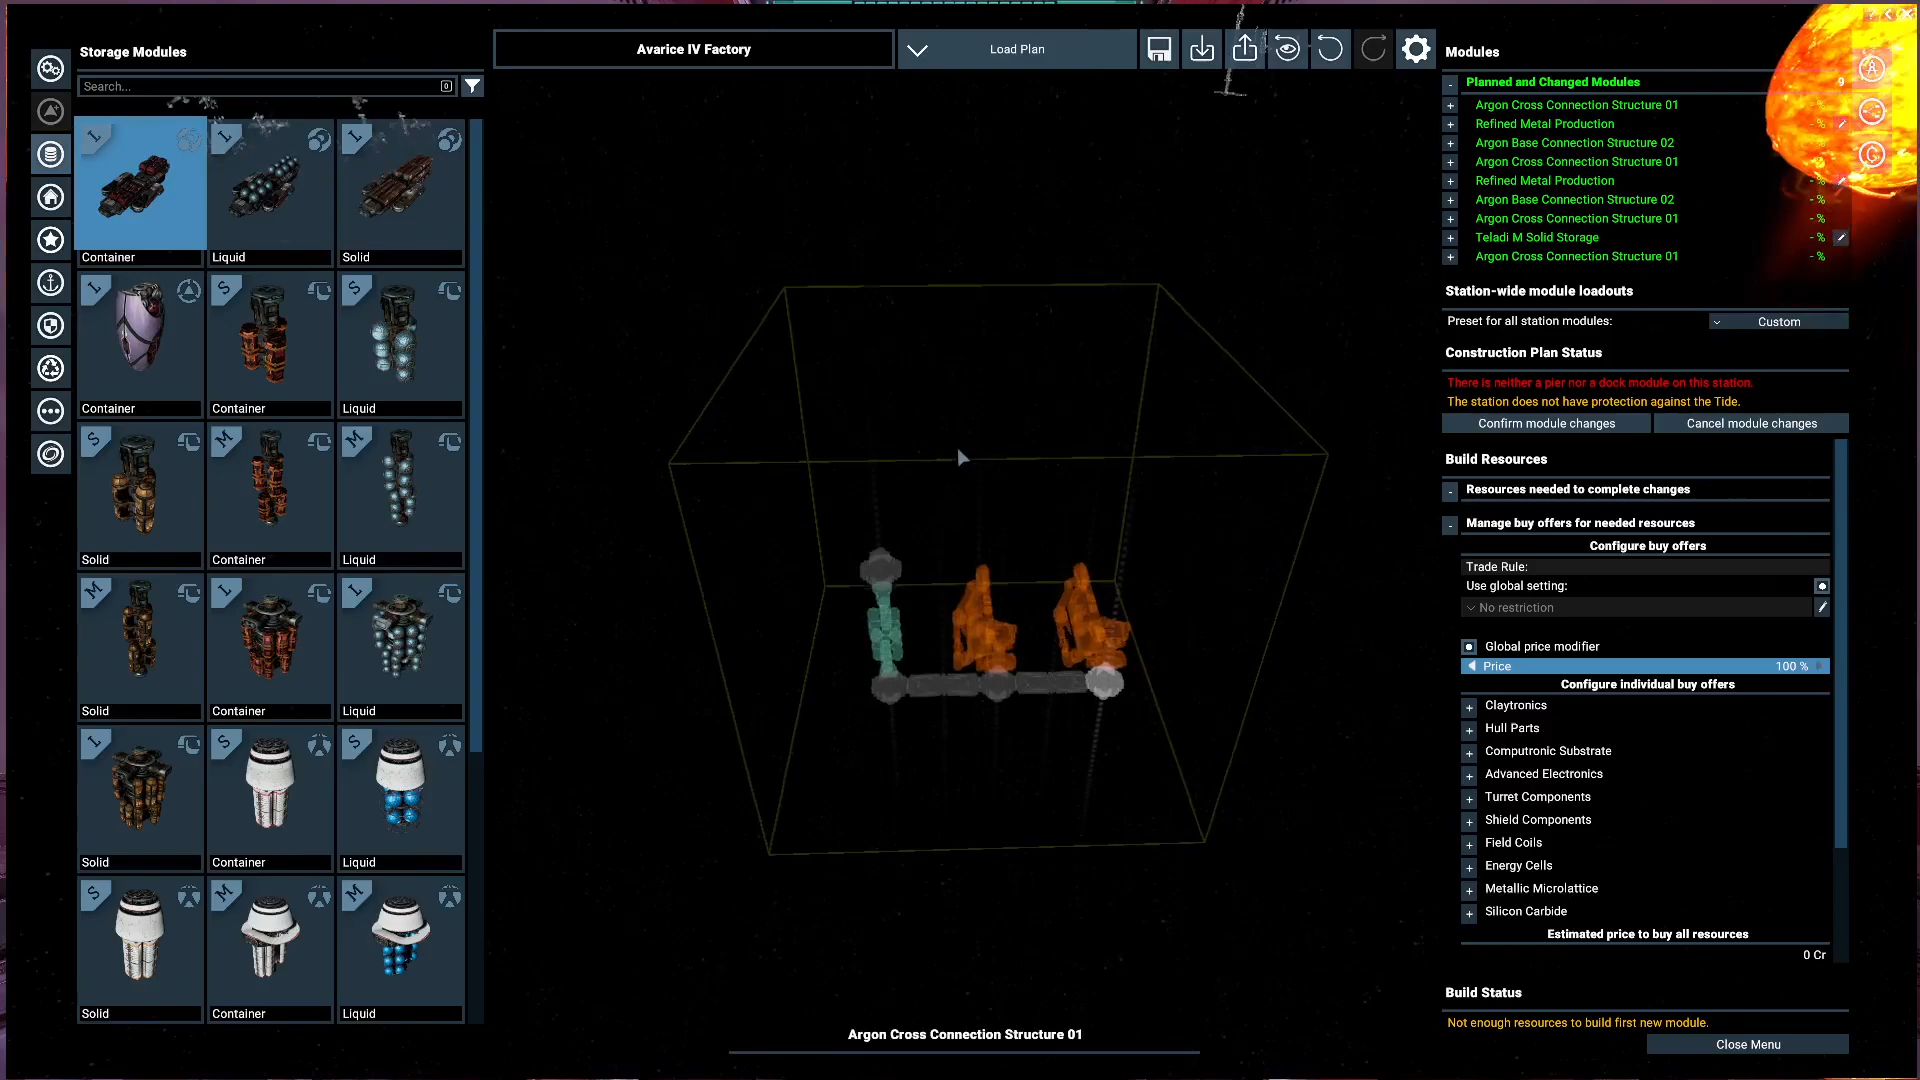 Storage Modules
Search...
0
L
L
L
Container
Liquid
Solid
L
S
S
Container
Container
Liquid
S
M
M
Solid
Container
Liquid
M
L
L
Solid
Container
Liquid
L
S
S
Solid
Container
Liquid
S
M
M
Solid
Container
Liquid
Avarice IV Factory
Load Plan
Argon Cross Connection Structure 01
Modules
- Planned and Changed Modules 9
+ Argon Cross Connection Structure 01
+ Refined Metal Production - %
+ Argon Base Connection Structure 02
+ Argon Cross Connection Structure 01
+ Refined Metal Production - %
+ Argon Base Connection Structure 02 - %
+ Argon Cross Connection Structure 01 - %
+ Teladi M Solid Storage - %
+ Argon Cross Connection Structure 01 - %
Station-wide module loadouts
Preset for all station modules: Custom
Construction Plan Status
There is neither a pier nor a dock module on this station.
The station does not have protection against the Tide.
Confirm module changes Cancel module changes
Build Resources
- Resources needed to complete changes
- Manage buy offers for needed resources
Configure buy offers
Trade Rule:
Use global setting:
No restriction
Global price modifier
Price 100 %
Configure individual buy offers
+ Claytronics
+ Hull Parts
+ Computronic Substrate
+ Advanced Electronics
+ Turret Components
+ Shield Components
+ Field Coils
+ Energy Cells
+ Metallic Microlattice
+ Silicon Carbide
Estimated price to buy all resources
0 Cr
Build Status
Not enough resources to build first new module.
Close Menu